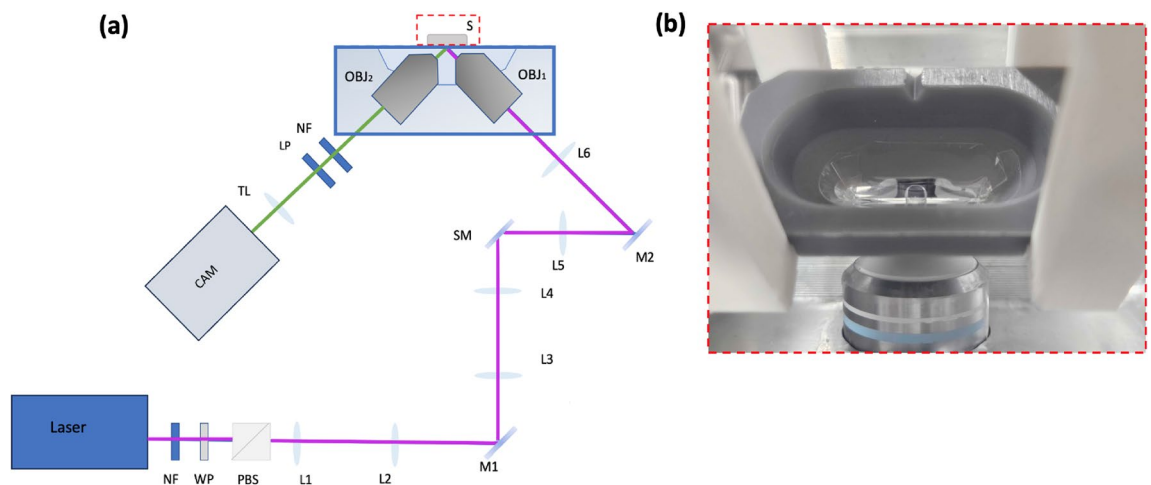 (a)
S
OBJ₂
OBJ₁
NF
LP
L6
TL
SM
L5
M2
CAM
L4
L3
Laser
M1
NF
WP
PBS
L1
L2
(b)